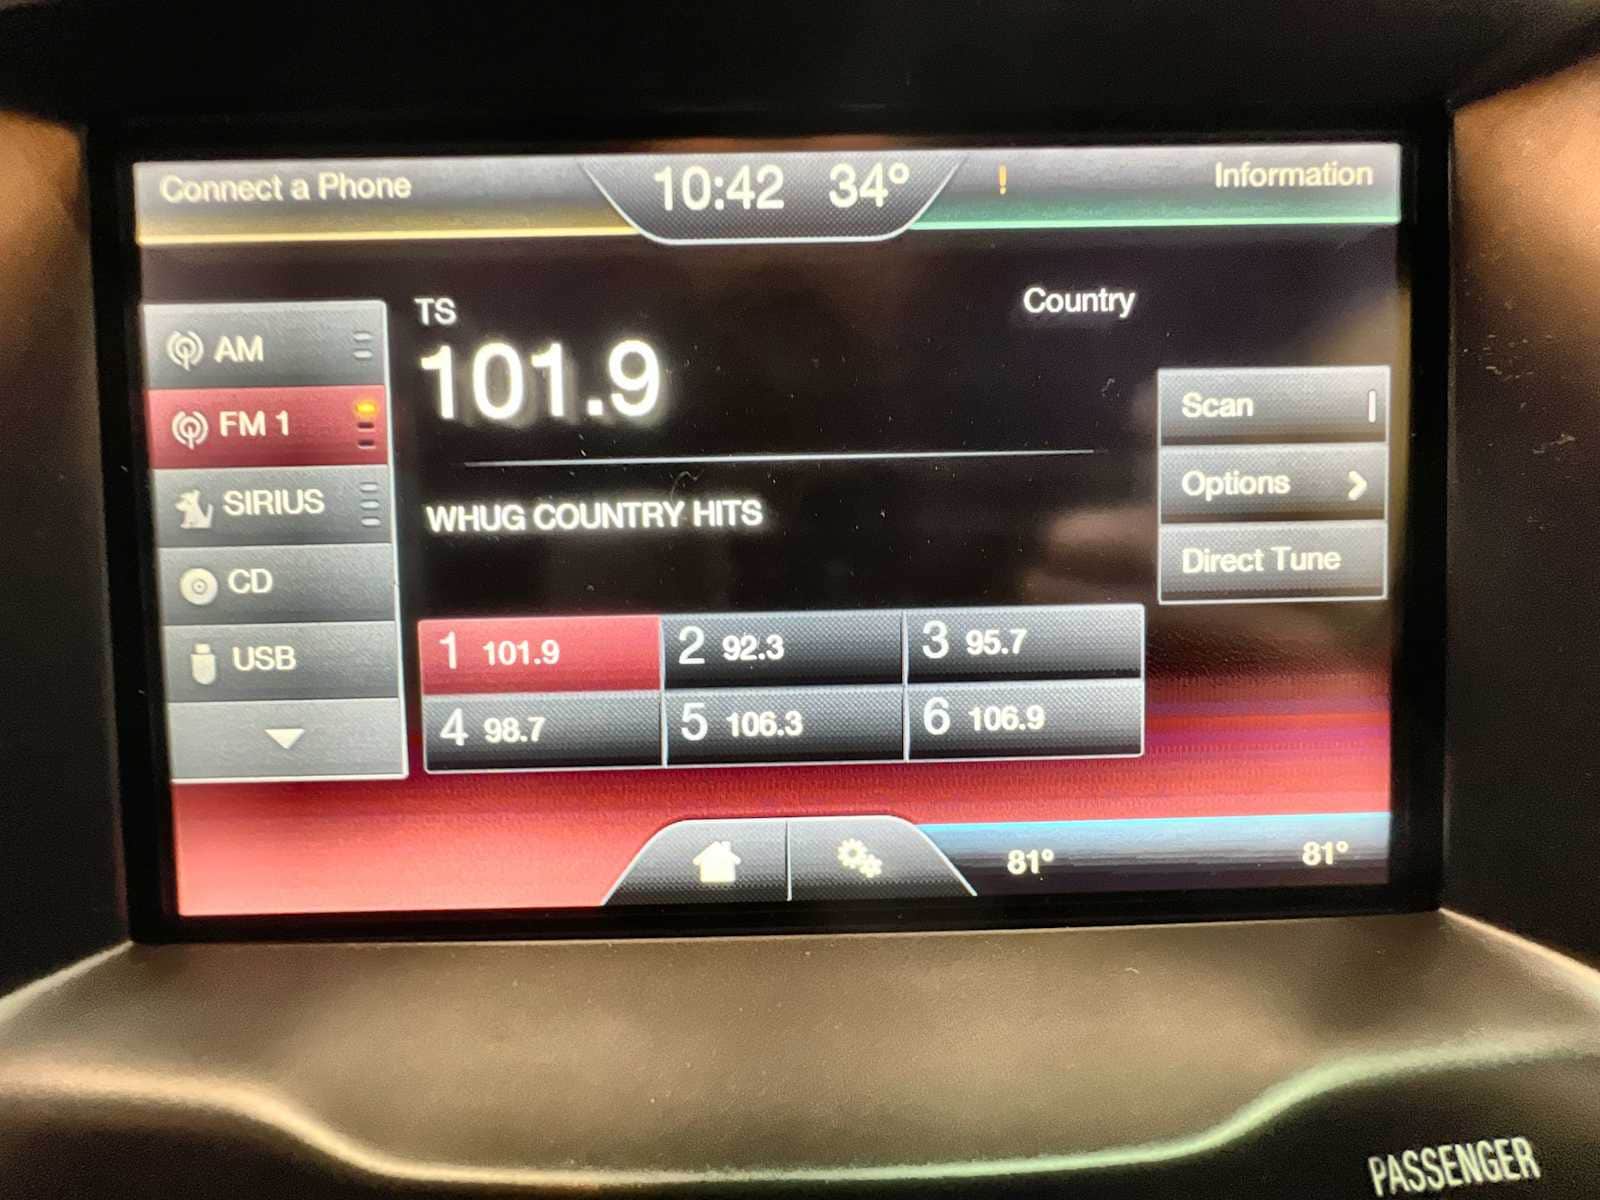 Connect a Phone
10:42 34°
!
Information
AM
FM 1
SIRIUS
CD
USB
TS
101.9
Country
WHUG COUNTRY HITS
Scan
Options
Direct Tune
1 101.9
2 92.3
3 95.7
4 98.7
5 106.3
6 106.9
81°
81°
PASSENGER